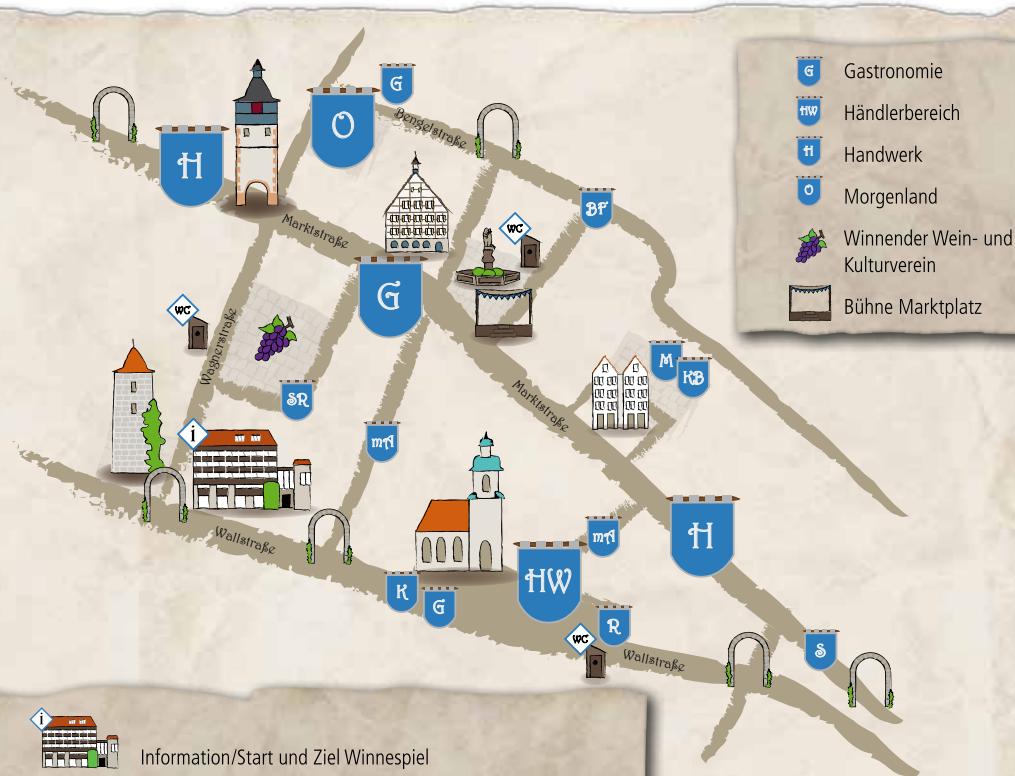 G
O
Bengelstraße
H
BF
WC
Marktstraße
G
WC
Wagnerstraße
SR
M
KB
Marktstraße
i
mA
Wallstraße
mA
H
HW
K
G
R
WC
Wallstraße
S
G Gastronomie
HW Händlerbereich
H Handwerk
O Morgenland
Winnender Wein- und
Kulturverein
Bühne Marktplatz
i
Information/Start und Ziel Winnespiel